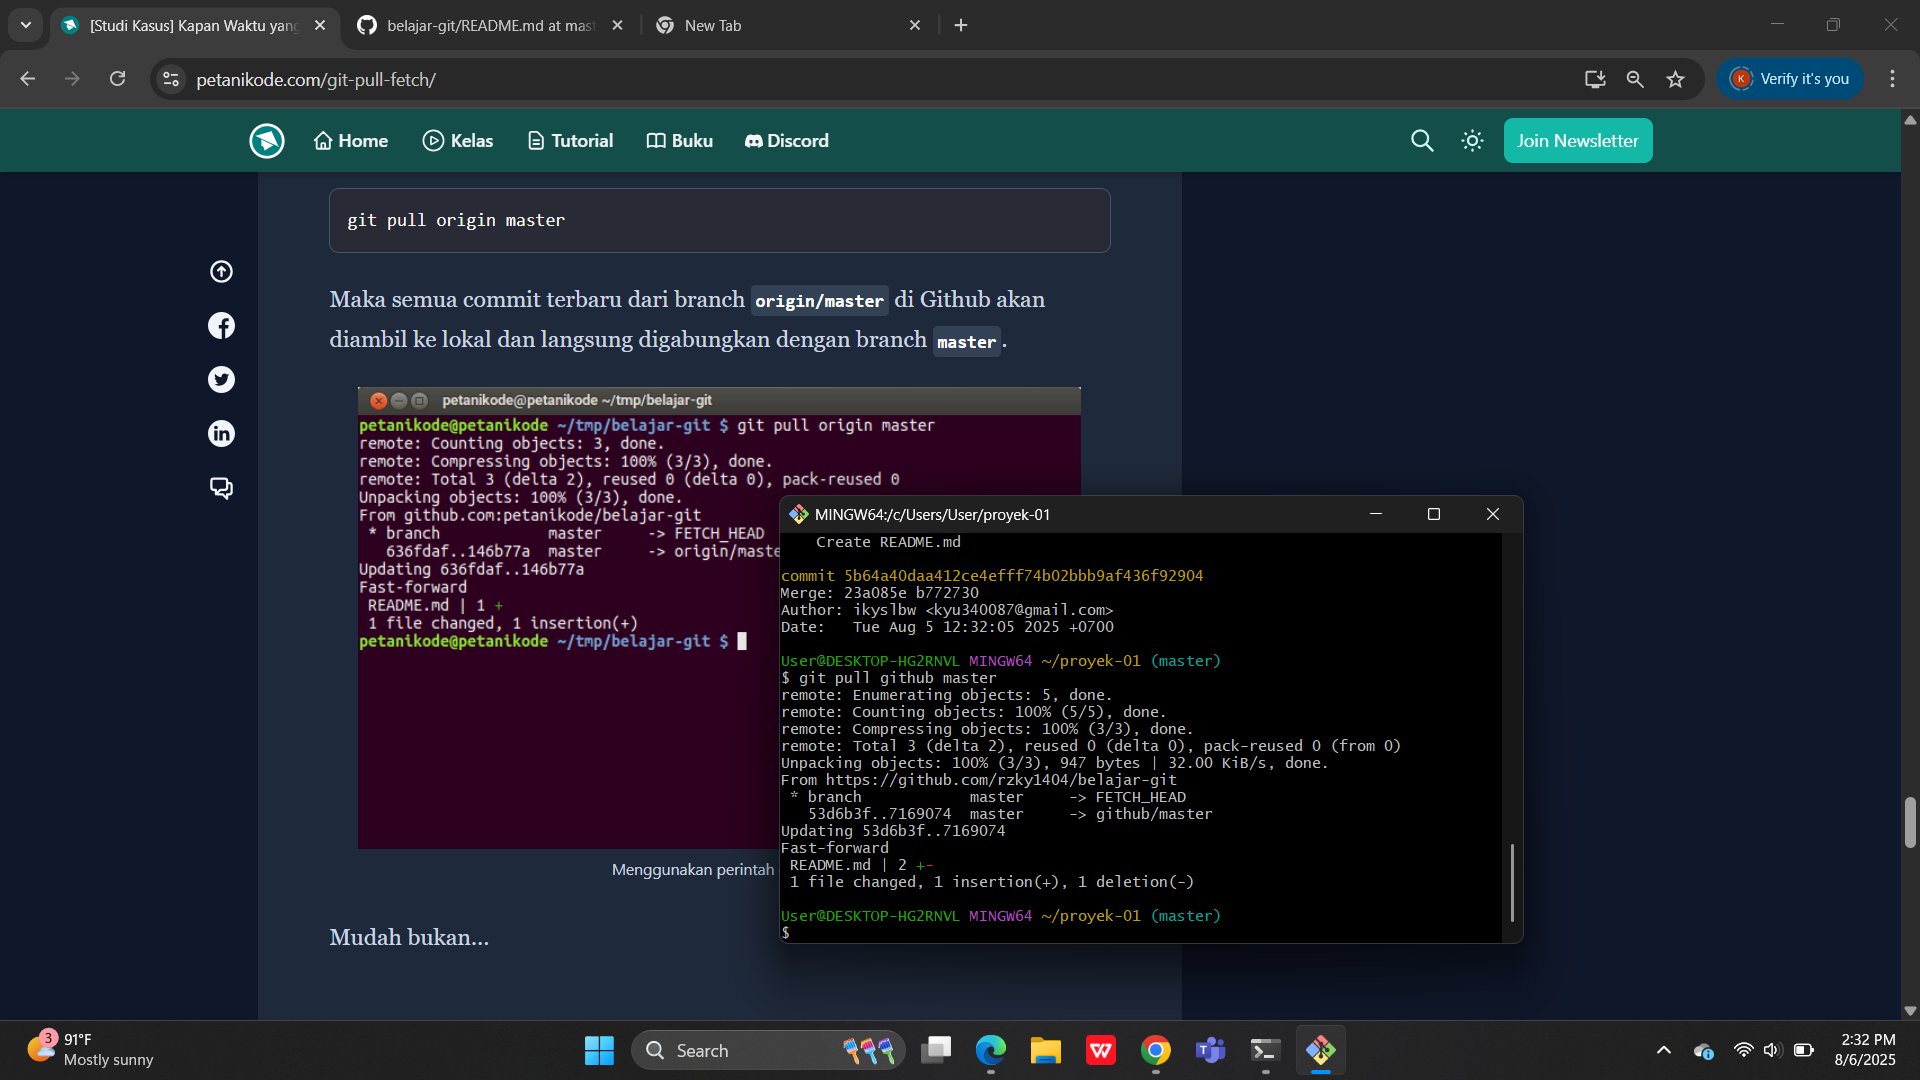 [Studi Kasus] Kapan Waktu yang
belajar-git/README.md at mast
New Tab
petanikode.com/git-pull-fetch/
K
Verify it's you
Home
Kelas
Tutorial
Buku
Discord
Join Newsletter
git pull origin master
Maka semua commit terbaru dari branch origin/master di Github akan
diambil ke lokal dan langsung digabungkan dengan branch master.
petanikode@petanikode ~/tmp/belajar-git
petanikode@petanikode ~/tmp/belajar-git $ git pull origin master
remote: Counting objects: 3, done.
remote: Compressing objects: 100% (3/3), done.
remote: Total 3 (delta 2), reused 0 (delta 0), pack-reused 0
Unpacking objects: 100% (3/3), done.
From github.com:petanikode/belajar-git
* branch master -> FETCH_HEAD
636fdaf..146b77a master -> origin/maste
Updating 636fdaf..146b77a
Fast-forward
README.md | 1 +
1 file changed, 1 insertion(+)
petanikode@petanikode ~/tmp/belajar-git $
Menggunakan perintah
Mudah bukan...
MINGW64:/c/Users/User/proyek-01
Create README.md
commit 5b64a40daa412ce4efff74b02bbb9af436f92904
Merge: 23a085e b772730
Author: ikyslbw <kyu340087@gmail.com>
Date: Tue Aug 5 12:32:05 2025 +0700
User@DESKTOP-HG2RNVL MINGW64 ~/proyek-01 (master)
$ git pull github master
remote: Enumerating objects: 5, done.
remote: Counting objects: 100% (5/5), done.
remote: Compressing objects: 100% (3/3), done.
remote: Total 3 (delta 2), reused 0 (delta 0), pack-reused 0 (from 0)
Unpacking objects: 100% (3/3), 947 bytes | 32.00 KiB/s, done.
From https://github.com/rzky1404/belajar-git
* branch master -> FETCH_HEAD
53d6b3f..7169074 master -> github/master
Updating 53d6b3f..7169074
Fast-forward
README.md | 2 +-
1 file changed, 1 insertion(+), 1 deletion(-)
User@DESKTOP-HG2RNVL MINGW64 ~/proyek-01 (master)
$
3
91°F
Mostly sunny
Search
2:32 PM
8/6/2025